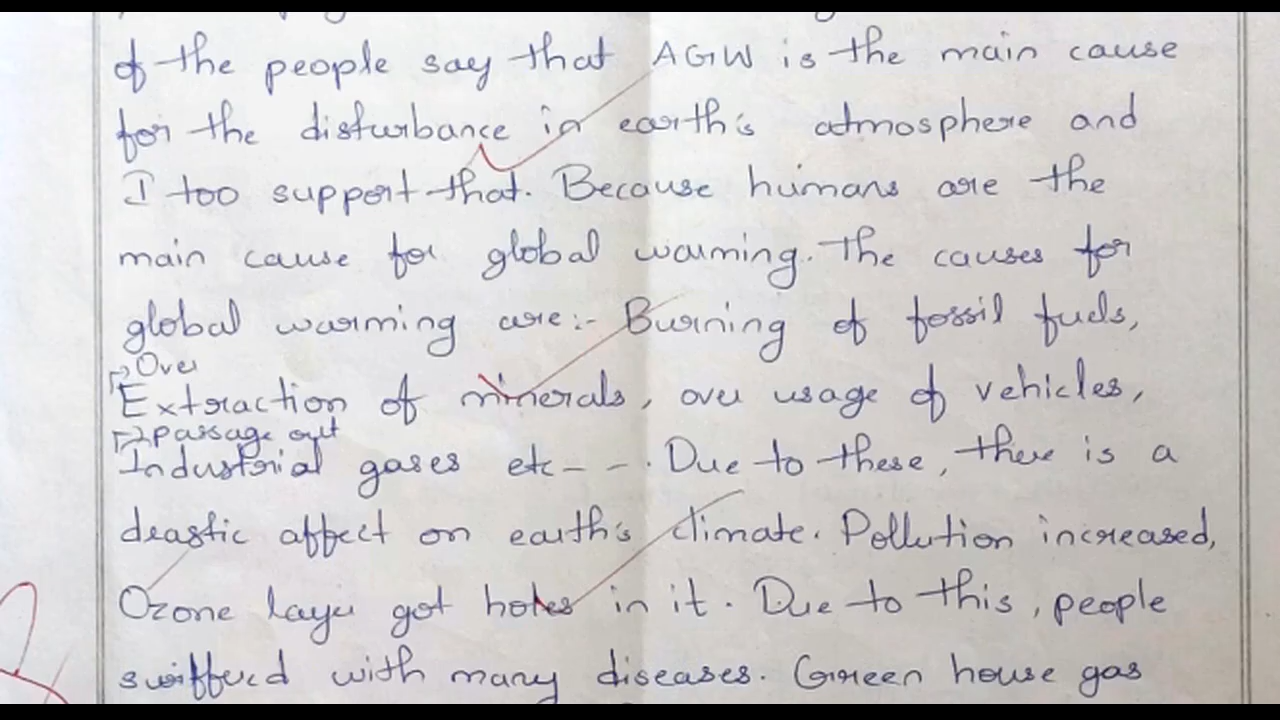 of the people say that AGW is the main cause
for the disturbance in earth's atmosphere and
I too support that. Because humans are the
main cause for global warming. The causes for
global warming are:- Burning of fossil fuels,
Over
Extraction of minerals, over usage of vehicles,
passage out
Industrial gases etc - - . Due to these, there is a
drastic affect on earth's climate. Pollution increased,
Ozone layer got holes in it. Due to this, people
suffered with many diseases. Green house gas